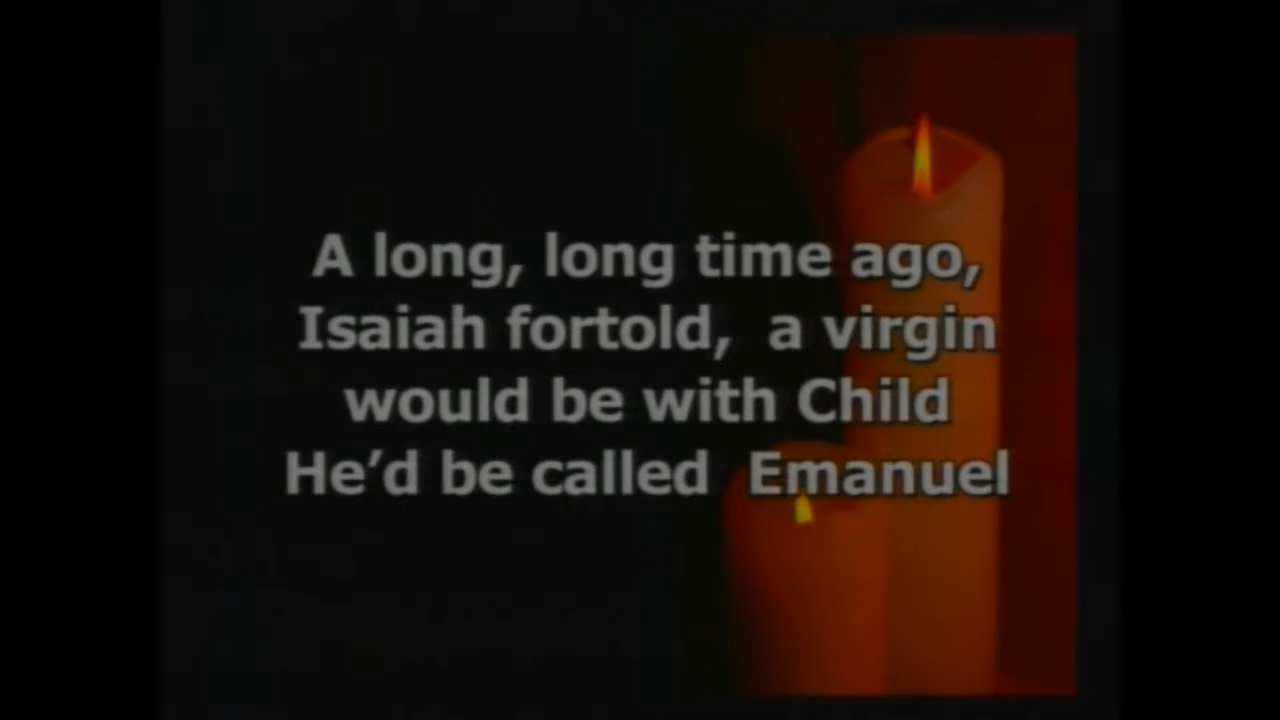 A long, long time ago,
Isaiah fortold, a virgin
would be with Child
He’d be called Emanuel